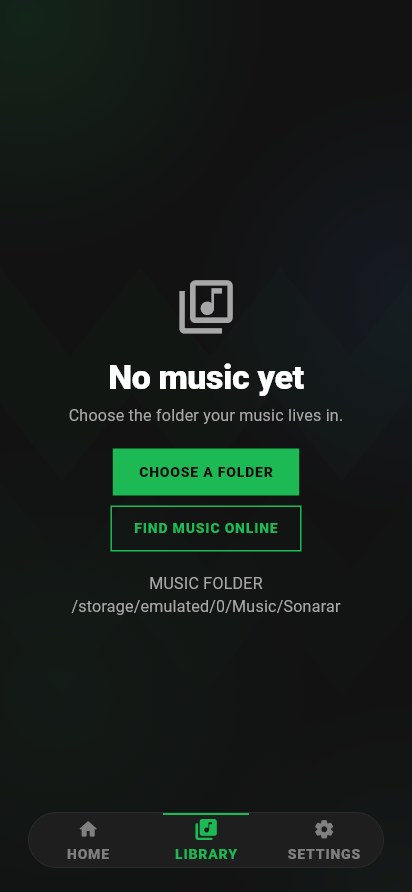 No music yet
Choose the folder your music lives in.
CHOOSE A FOLDER
FIND MUSIC ONLINE
MUSIC FOLDER
/storage/emulated/0/Music/Sonarar
HOME
LIBRARY
SETTINGS